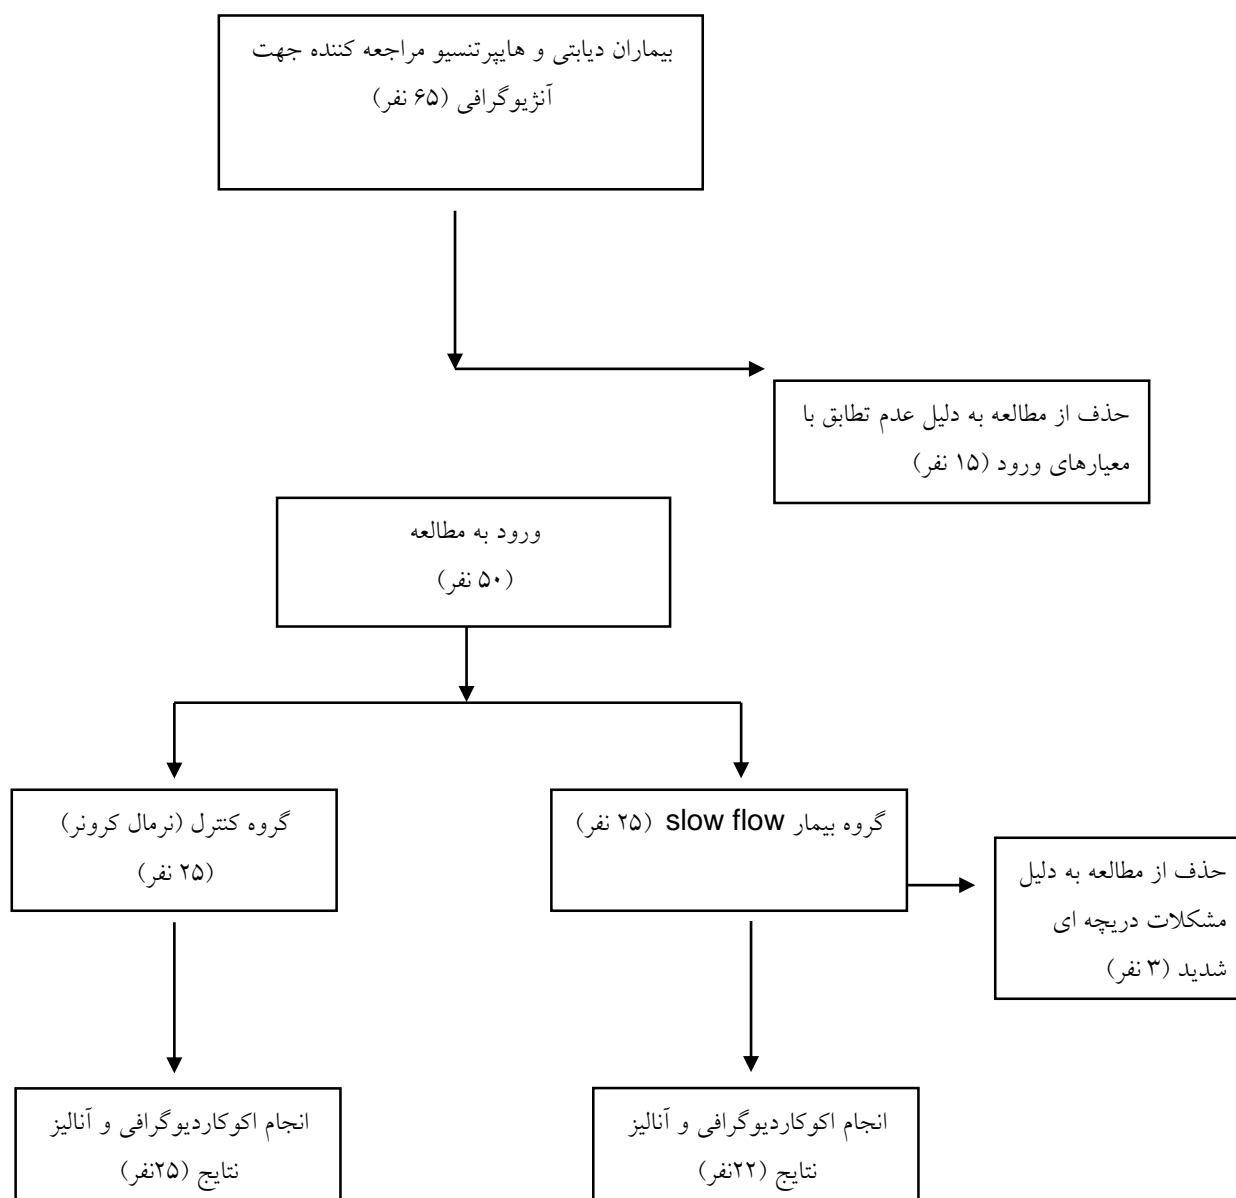 بیماران دیابتی و هایپرتنسیو مراجعه کننده جهت
آنژیوگرافی (۶۵ نفر)
حذف از مطالعه به دلیل عدم تطابق با
معیارهای ورود (۱۵ نفر)
ورود به مطالعه
(۵۰ نفر)
گروه بیمار slow flow (۲۵ نفر)
گروه کنترل (نرمال کرونر)
(۲۵ نفر)
حذف از مطالعه به دلیل
مشکلات دریچه ای
شدید (۳ نفر)
انجام اکوکاردیوگرافی و آنالیز
نتایج (۲۲نفر)
انجام اکوکاردیوگرافی و آنالیز
نتایج (۲۵نفر)